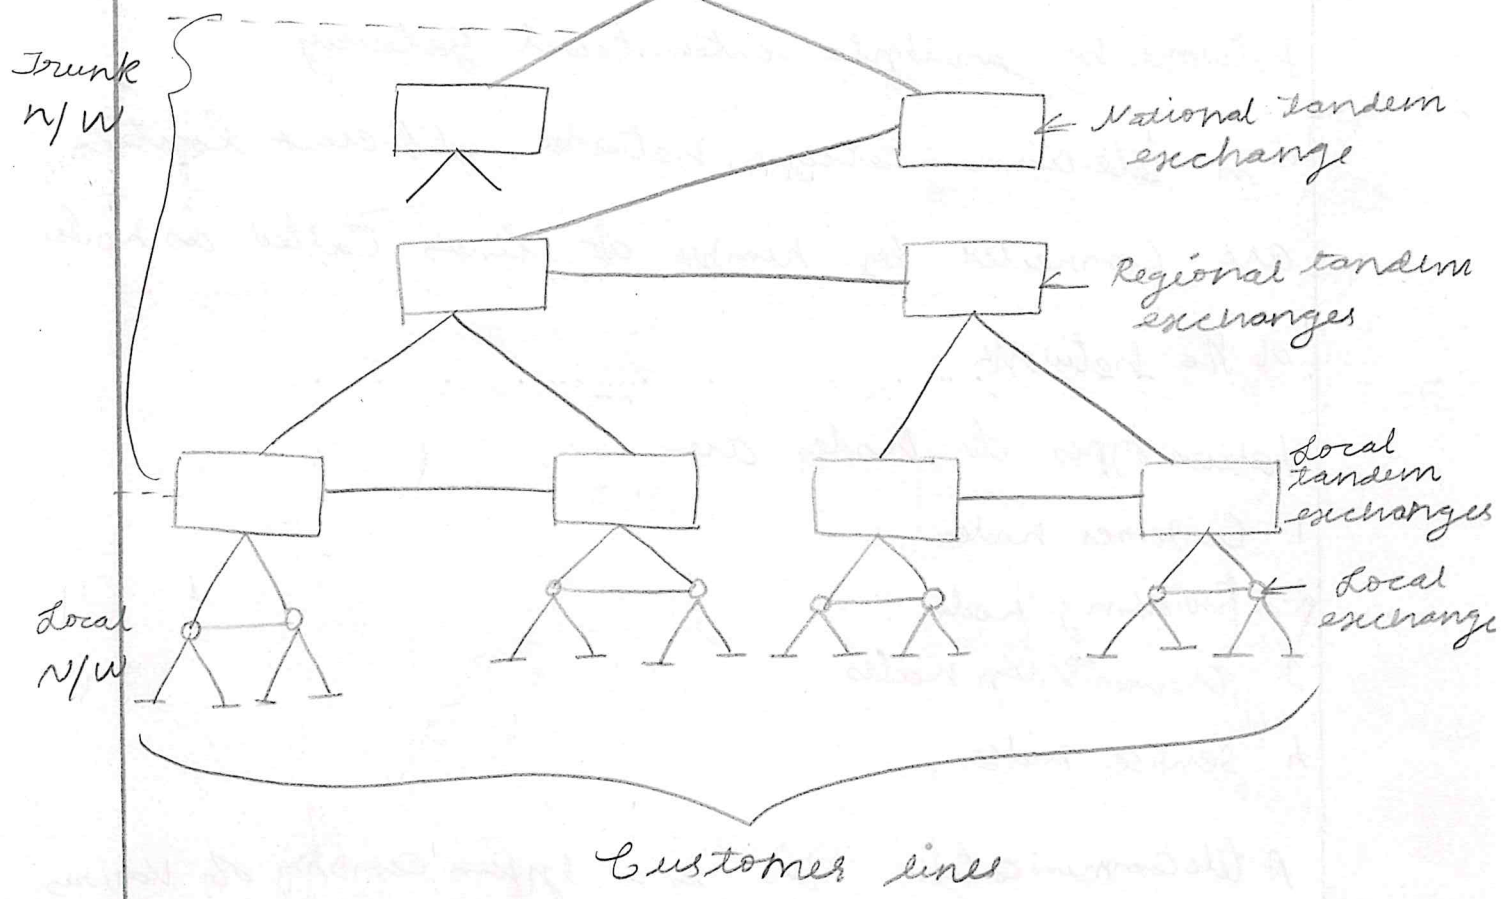 Trunk
N/W
National tandem
exchange
Regional tandem
exchanges
Local
tandem
exchanges
Local
exchange
Local
N/W
Customer lines